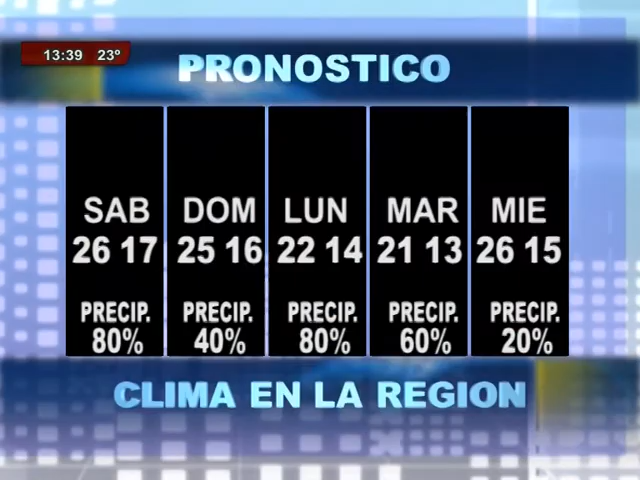 13:39 23º
PRONOSTICO
SAB DOM LUN MAR MIE
26 17 25 16 22 14 21 13 26 15
PRECIP. PRECIP. PRECIP. PRECIP. PRECIP.
80% 40% 80% 60% 20%
CLIMA EN LA REGION